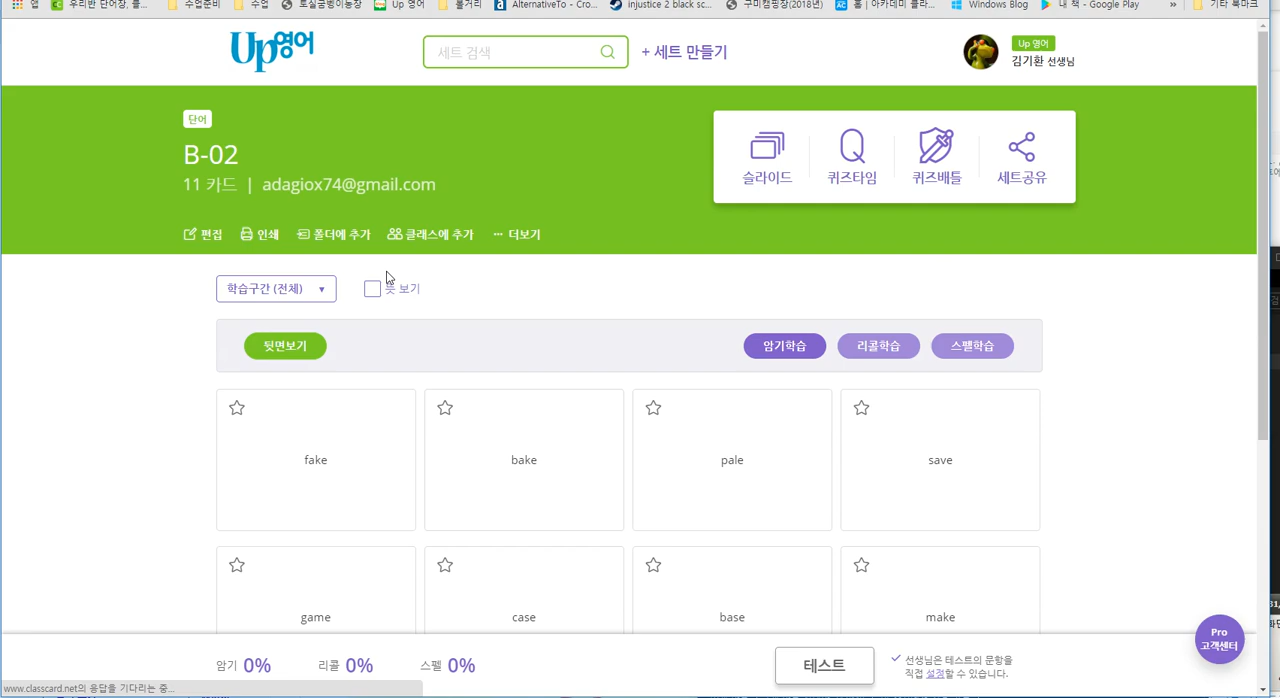 앱 우리반 단어장, 클... 수업준비 수업 토실궁뱅이농장 Up 영어 볼거리 AlternativeTo - Cro... injustice 2 black sc... 구미캠핑장(2018년) 홈 | 아카데미 클라... Windows Blog 내 책 - Google Play » 기타 북마크
Up영어
세트 검색
+ 세트 만들기
Up 영어
김기환 선생님
단어
B-02
11 카드 | adagiox74@gmail.com
슬라이드 퀴즈타임 퀴즈배틀 세트공유
편집 인쇄 폴더에 추가 클래스에 추가 ··· 더보기
학습구간 (전체) ▼ 뜻 보기
뒷면보기 암기학습 리콜학습 스펠학습
fake bake pale save
game case base make
Pro
고객센터
암기 0% 리콜 0% 스펠 0%
테스트
선생님은 테스트의 문항을
직접 설정할 수 있습니다.
www.classcard.net의 응답을 기다리는 중...